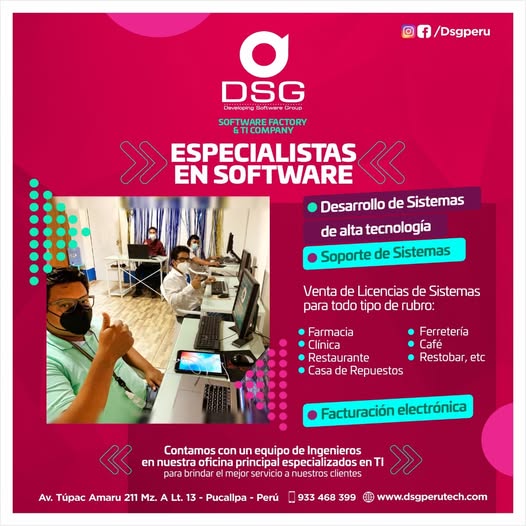 /Dsgperu
DSG
Developing Software Group
SOFTWARE FACTORY
& TI COMPANY
ESPECIALISTAS
EN SOFTWARE
Desarrollo de Sistemas
de alta tecnología
Soporte de Sistemas
Venta de Licencias de Sistemas
para todo tipo de rubro:
Farmacia
Clínica
Restaurante
Casa de Repuestos
Ferretería
Café
Restobar, etc
Facturación electrónica
Contamos con un equipo de Ingenieros
en nuestra oficina principal especializados en TI
para brindar el mejor servicio a nuestros clientes
Av. Túpac Amaru 211 Mz. A Lt. 13 - Pucallpa - Perú 933 468 399 www.dsgperutech.com